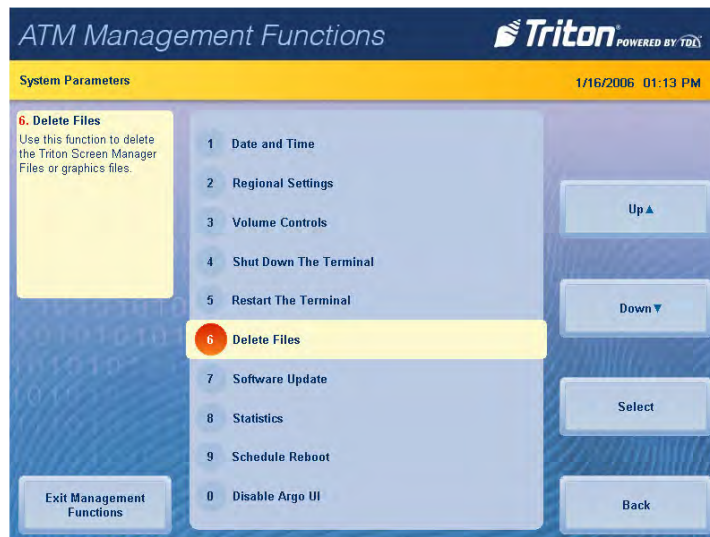 ATM Management Functions
Triton POWERED BY TDL
System Parameters
1/16/2006 01:13 PM
6. Delete Files
Use this function to delete
the Triton Screen Manager
Files or graphics files.
1 Date and Time
2 Regional Settings
3 Volume Controls
4 Shut Down The Terminal
5 Restart The Terminal
6 Delete Files
7 Software Update
8 Statistics
9 Schedule Reboot
0 Disable Argo UI
Up▲
Down▼
Select
Back
Exit Management
Functions